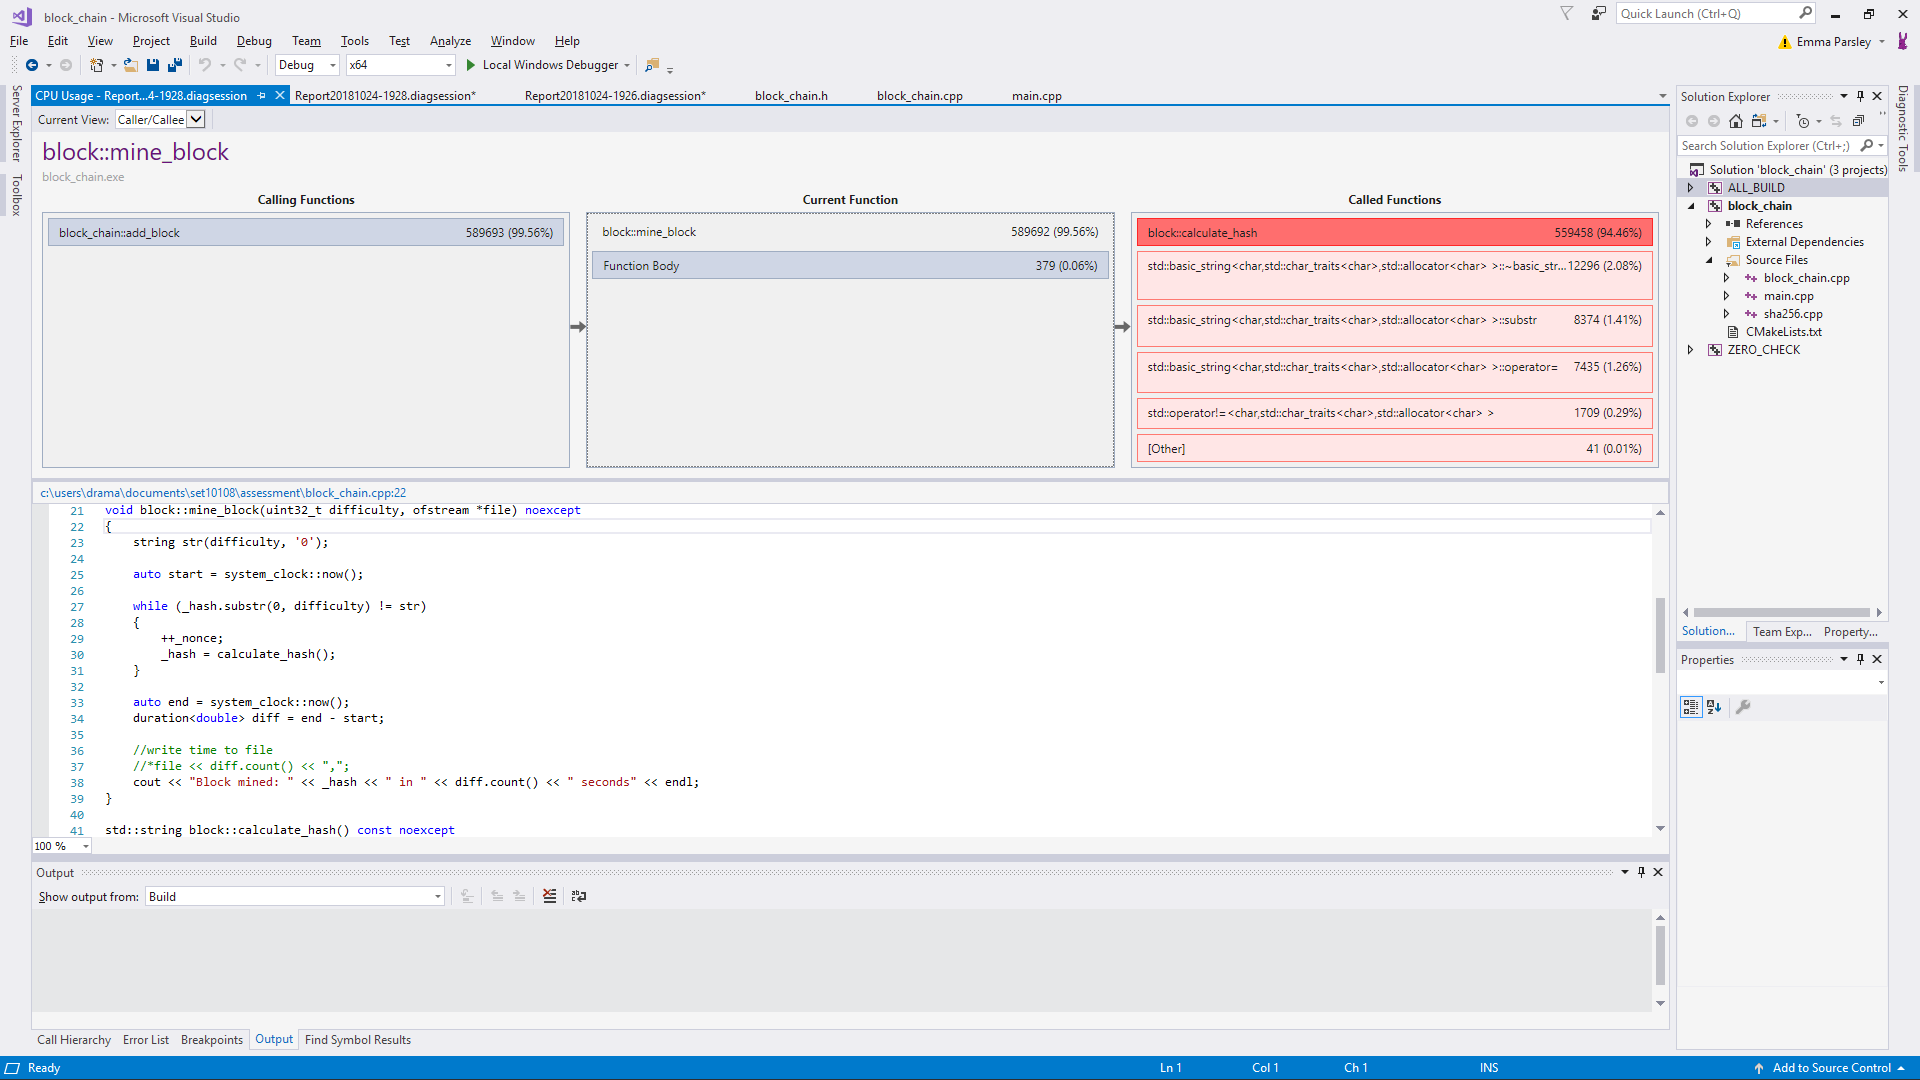 block_chain - Microsoft Visual Studio
Quick Launch (Ctrl+Q)
File Edit View Project Build Debug Team Tools Test Analyze Window Help
Emma Parsley
Debug x64 Local Windows Debugger
Server Explorer
Toolbox
CPU Usage - Report...4-1928.diagsession Report20181024-1928.diagsession* Report20181024-1926.diagsession* block_chain.h block_chain.cpp main.cpp
Current View: Caller/Callee
block::mine_block
block_chain.exe
Calling Functions Current Function Called Functions
block_chain::add_block 589693 (99.56%)
block::mine_block 589692 (99.56%)
Function Body 379 (0.06%)
block::calculate_hash 559458 (94.46%)
std::basic_string<char,std::char_traits<char>,std::allocator<char> >::~basic_str...12296 (2.08%)
std::basic_string<char,std::char_traits<char>,std::allocator<char> >::substr 8374 (1.41%)
std::basic_string<char,std::char_traits<char>,std::allocator<char> >::operator= 7435 (1.26%)
std::operator!=<char,std::char_traits<char>,std::allocator<char> > 1709 (0.29%)
[Other] 41 (0.01%)
c:\users\drama\documents\set10108\assessment\block_chain.cpp:22
21 void block::mine_block(uint32_t difficulty, ofstream *file) noexcept
22 {
23 string str(difficulty, '0');
24
25 auto start = system_clock::now();
26
27 while (_hash.substr(0, difficulty) != str)
28 {
29 ++_nonce;
30 _hash = calculate_hash();
31 }
32
33 auto end = system_clock::now();
34 duration<double> diff = end - start;
35
36 //write time to file
37 //*file << diff.count() << ",";
38 cout << "Block mined: " << _hash << " in " << diff.count() << " seconds" << endl;
39 }
40
41 std::string block::calculate_hash() const noexcept
100 %
Output
Show output from: Build
Call Hierarchy Error List Breakpoints Output Find Symbol Results
Solution Explorer
Search Solution Explorer (Ctrl+;)
Solution 'block_chain' (3 projects)
ALL_BUILD
block_chain
References
External Dependencies
Source Files
block_chain.cpp
main.cpp
sha256.cpp
CMakeLists.txt
ZERO_CHECK
Solution... Team Exp... Property...
Properties
Diagnostic Tools
Ready Ln 1 Col 1 Ch 1 INS Add to Source Control